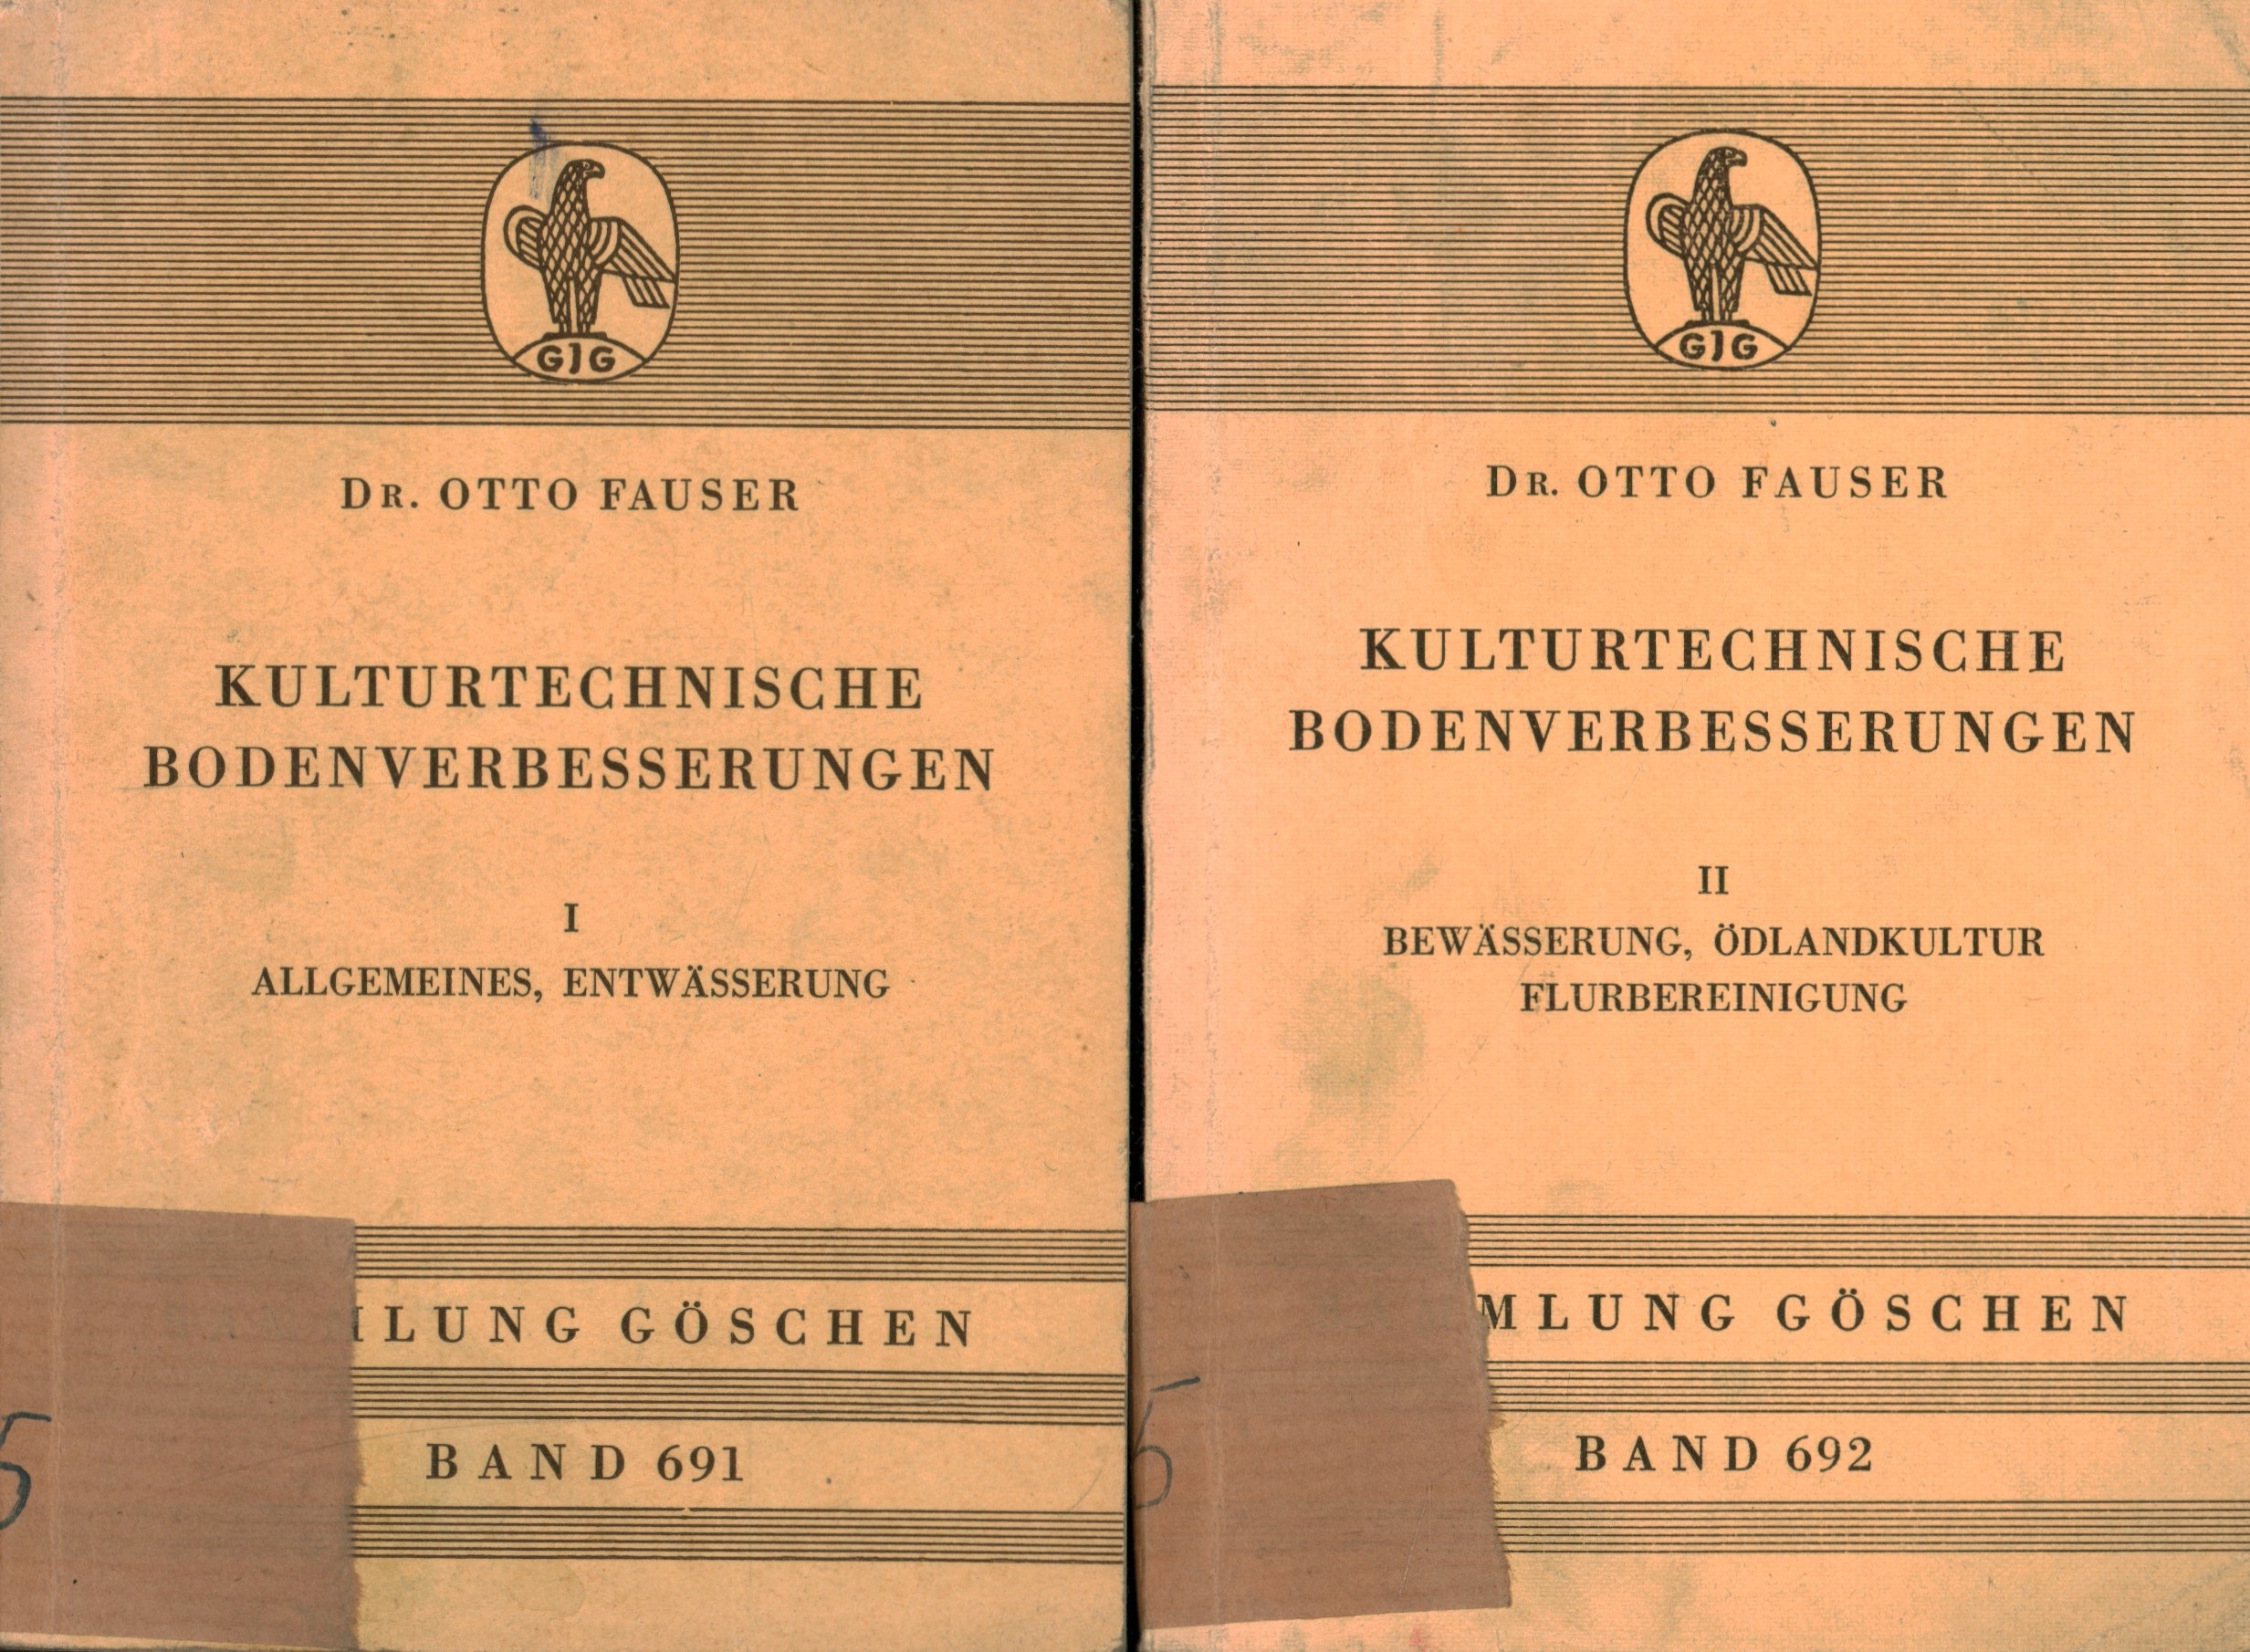 GJG
DR. OTTO FAUSER
KULTURTECHNISCHE
BODENVERBESSERUNGEN
I
ALLGEMEINES, ENTWÄSSERUNG
LUNG GÖSCHEN
BAND 691
5
GJG
DR. OTTO FAUSER
KULTURTECHNISCHE
BODENVERBESSERUNGEN
II
BEWÄSSERUNG, ÖDLANDKULTUR
FLURBEREINIGUNG
MLUNG GÖSCHEN
BAND 692
5